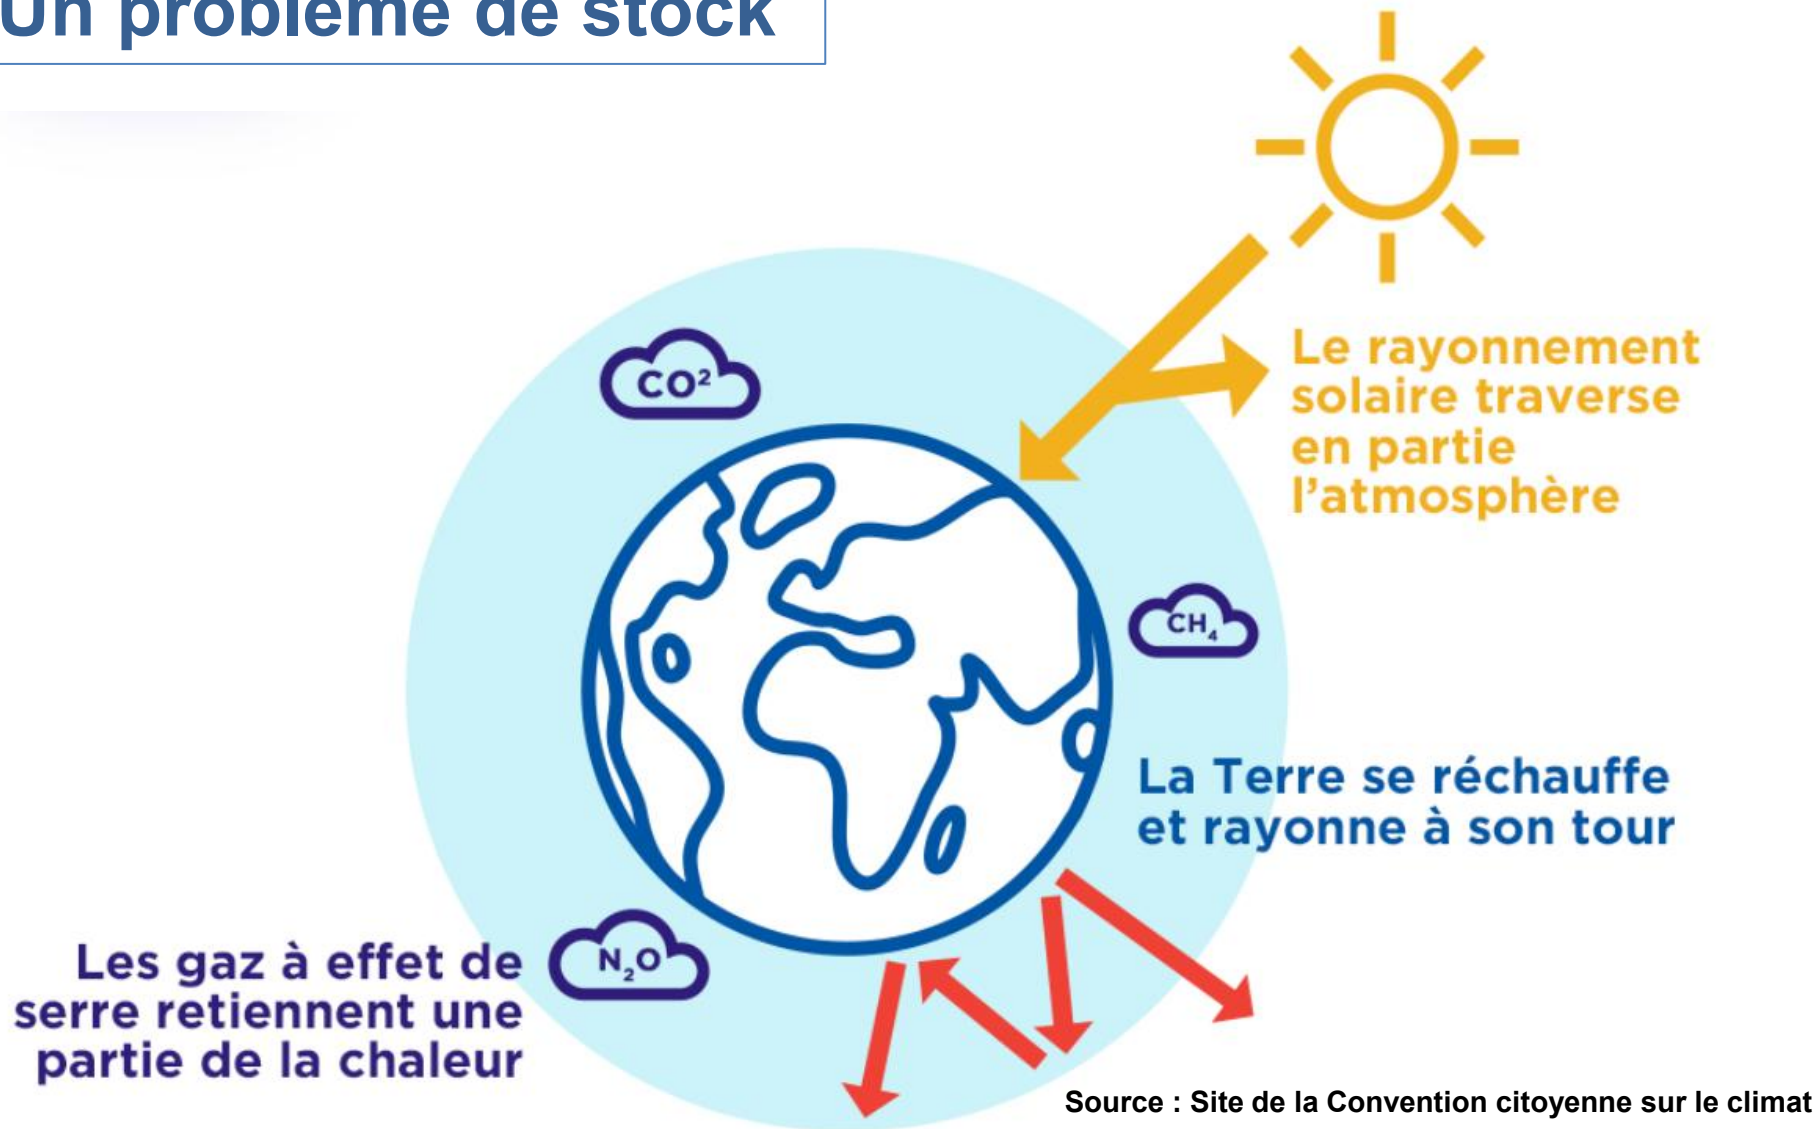 Un problème de stock
CO²
Le rayonnement
solaire traverse
en partie
l'atmosphère
CH₄
La Terre se réchauffe
et rayonne à son tour
N₂O
Les gaz à effet de
serre retiennent une
partie de la chaleur
Source : Site de la Convention citoyenne sur le climat